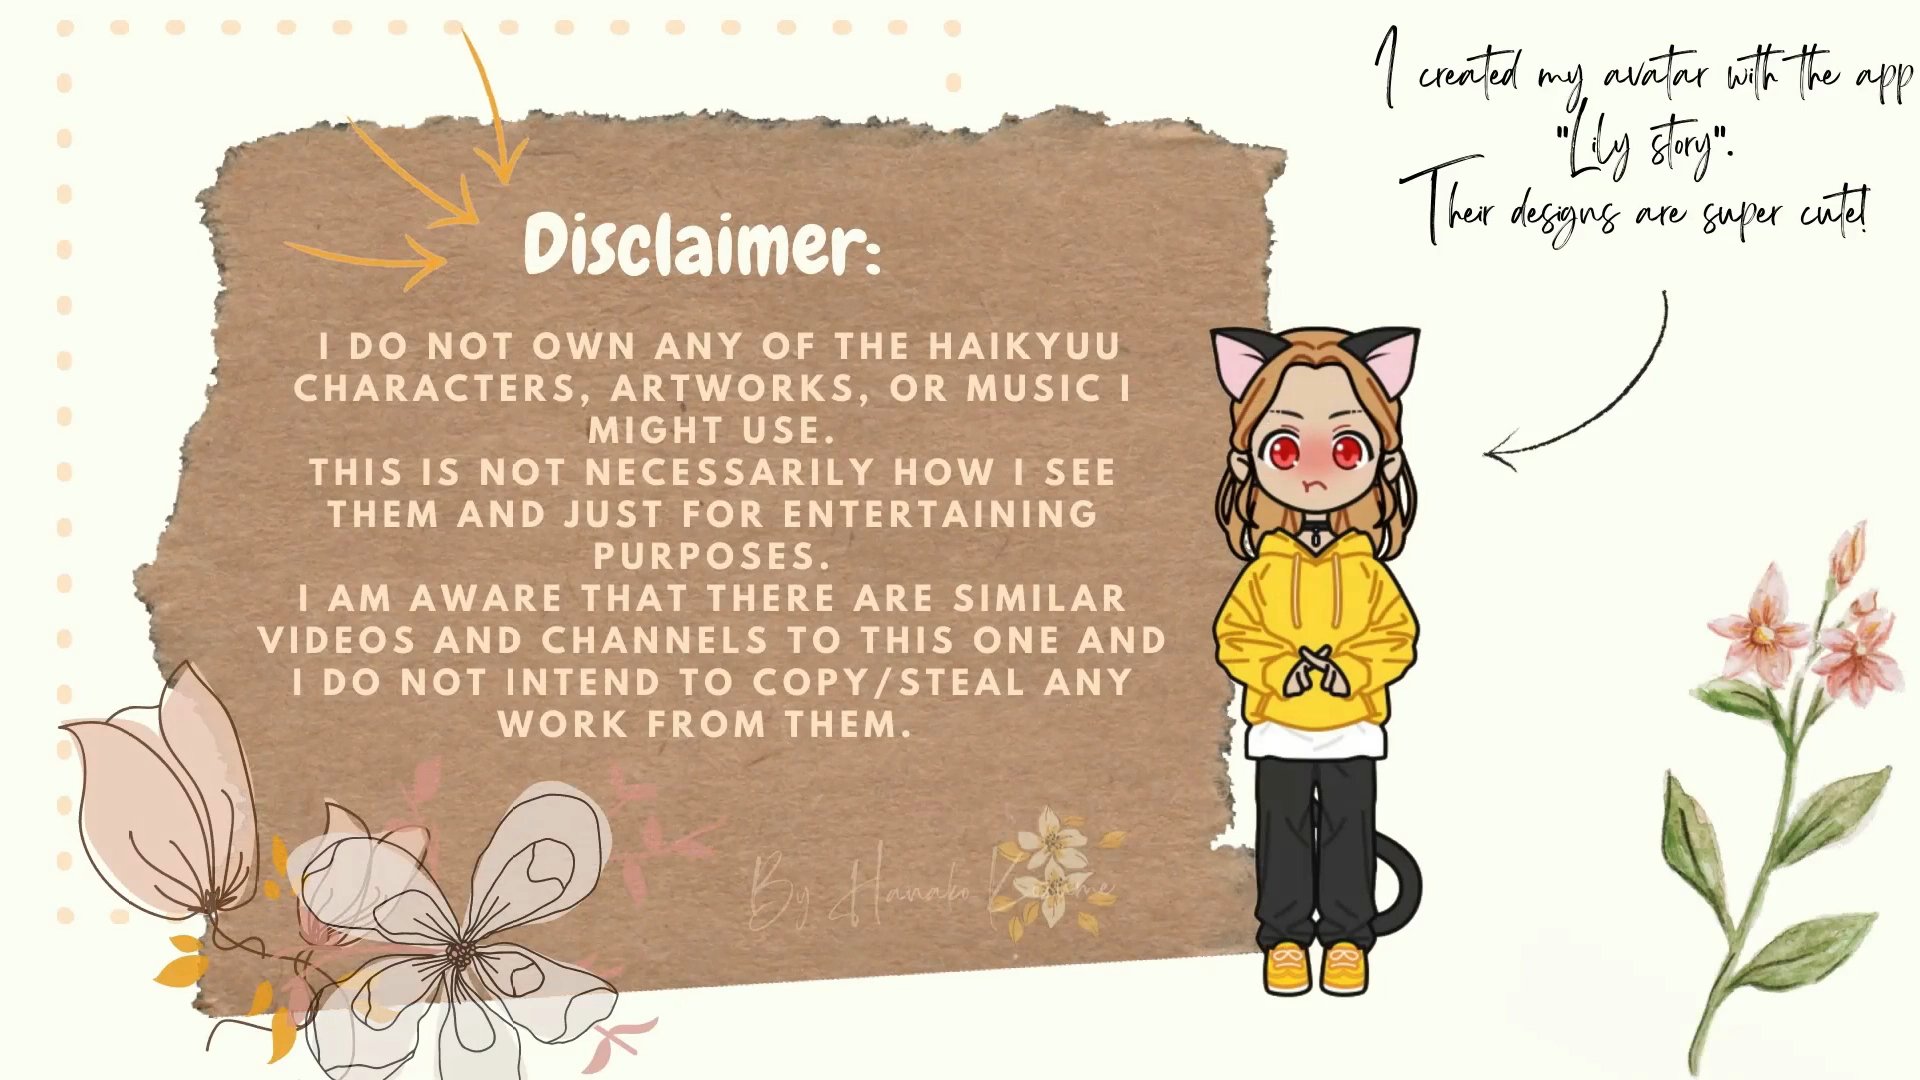 I created my avatar with the app
"Lily story".
Their designs are super cute!
Disclaimer:
I DO NOT OWN ANY OF THE HAIKYUU
CHARACTERS, ARTWORKS, OR MUSIC I
MIGHT USE.
THIS IS NOT NECESSARILY HOW I SEE
THEM AND JUST FOR ENTERTAINING
PURPOSES.
I AM AWARE THAT THERE ARE SIMILAR
VIDEOS AND CHANNELS TO THIS ONE AND
I DO NOT INTEND TO COPY/STEAL ANY
WORK FROM THEM.
By Hanako